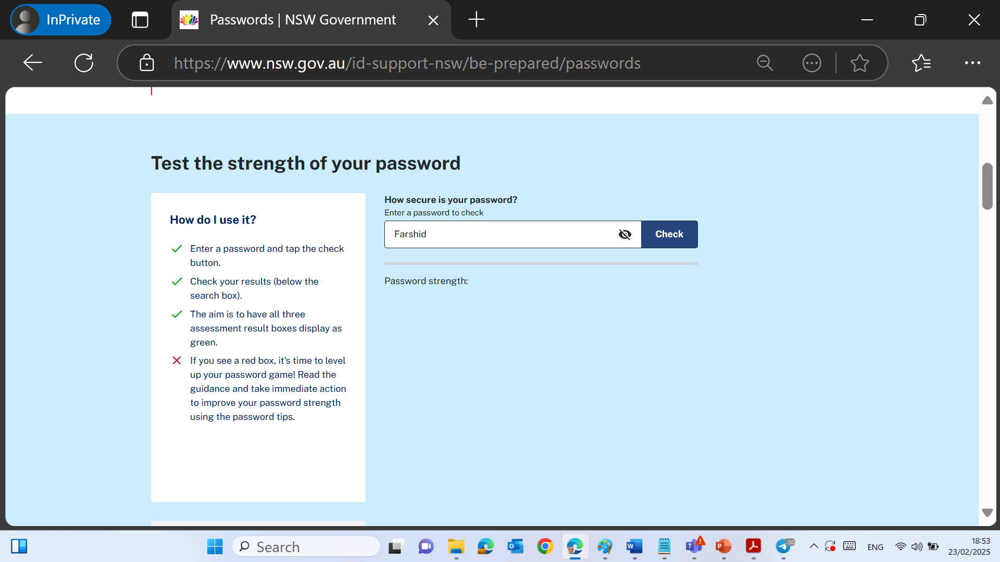 InPrivate
Passwords | NSW Government
https://www.nsw.gov.au/id-support-nsw/be-prepared/passwords
Test the strength of your password
How do I use it?
Enter a password and tap the check
button.
Check your results (below the
search box).
The aim is to have all three
assessment result boxes display as
green.
If you see a red box, it's time to level
up your password game! Read the
guidance and take immediate action
to improve your password strength
using the password tips.
How secure is your password?
Enter a password to check
Farshid
Check
Password strength:
Search
50
ENG
18:53
23/02/2025